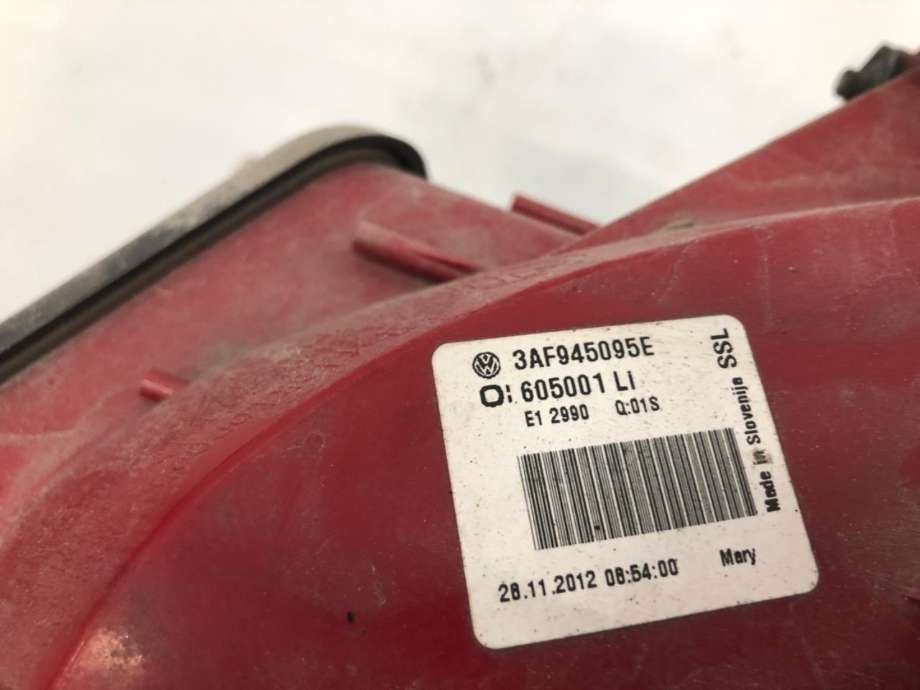 3AF945095E
605001 Li
E1 2990 Q:01S
28.11.2012 08:54:00
Mary
Made in Slovenija SSL